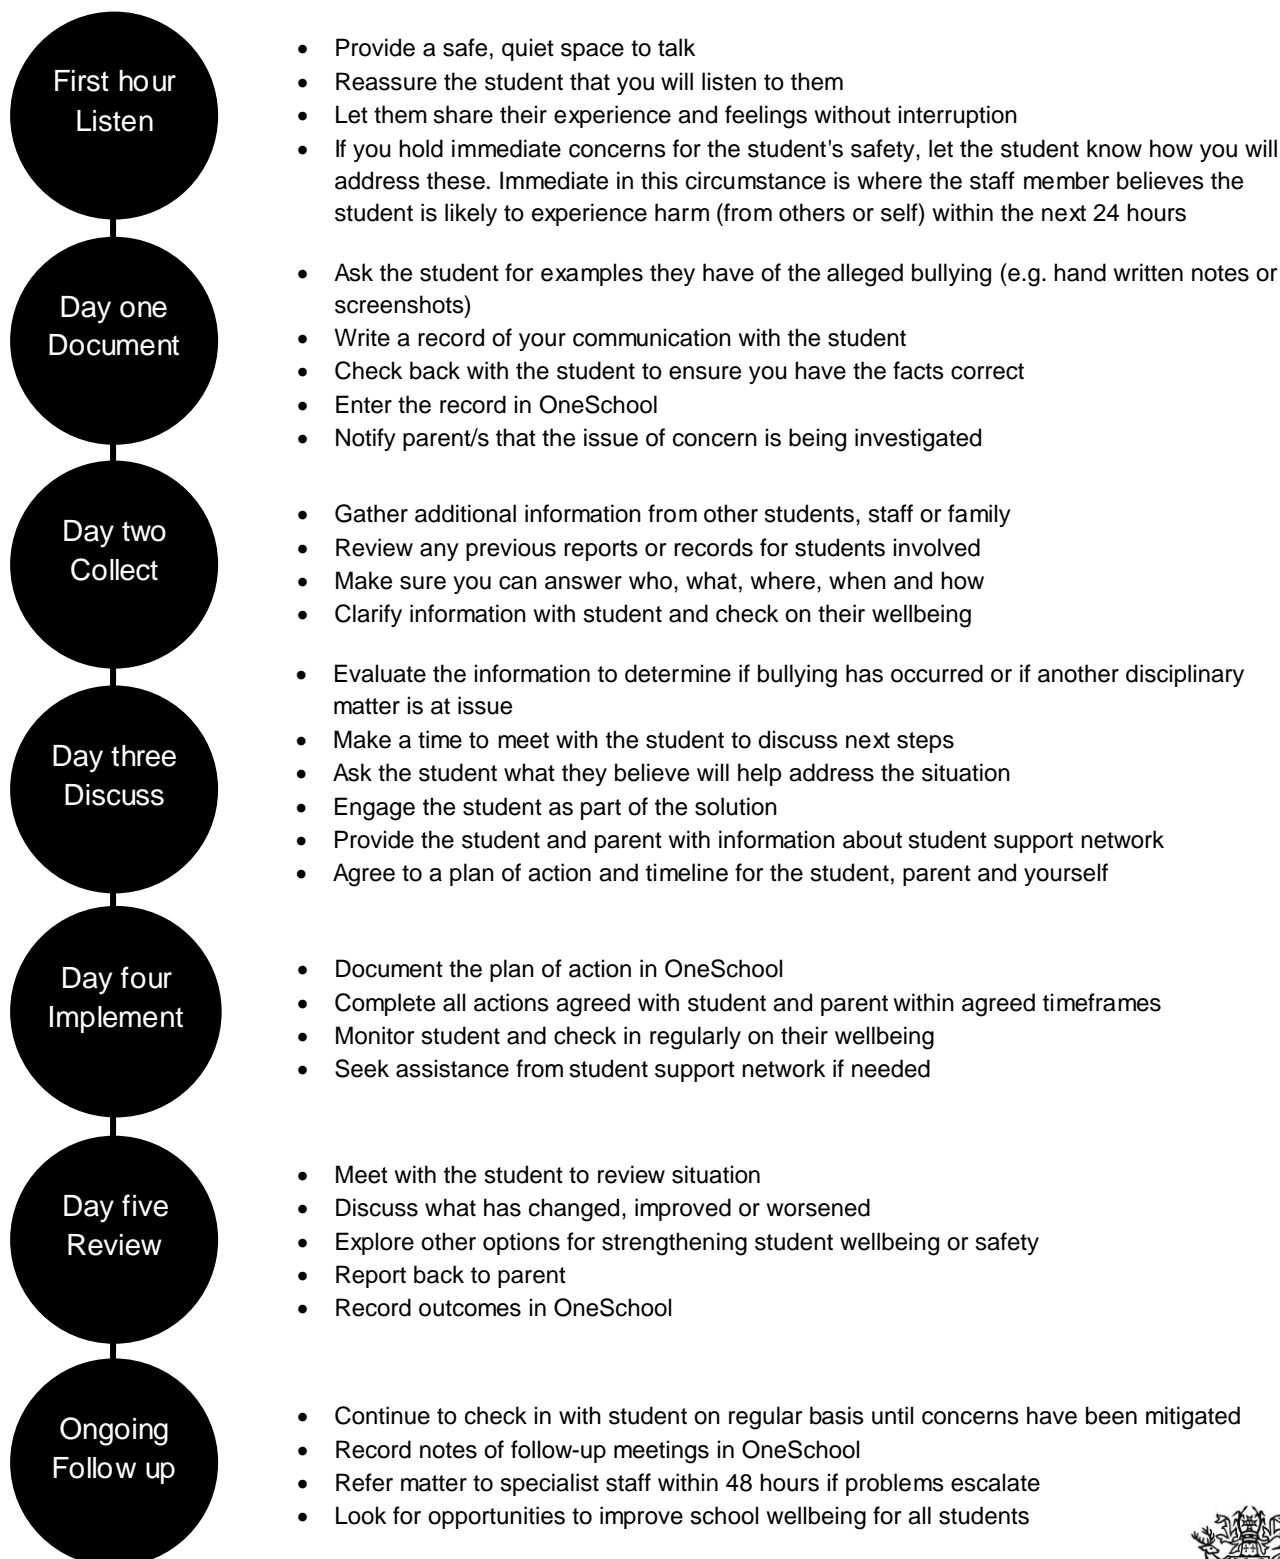 First hour
Listen
• Provide a safe, quiet space to talk
• Reassure the student that you will listen to them
• Let them share their experience and feelings without interruption
• If you hold immediate concerns for the student's safety, let the student know how you will
address these. Immediate in this circumstance is where the staff member believes the
student is likely to experience harm (from others or self) within the next 24 hours
Day one
Document
• Ask the student for examples they have of the alleged bullying (e.g. hand written notes or
screenshots)
• Write a record of your communication with the student
• Check back with the student to ensure you have the facts correct
• Enter the record in OneSchool
• Notify parent/s that the issue of concern is being investigated
Day two
Collect
• Gather additional information from other students, staff or family
• Review any previous reports or records for students involved
• Make sure you can answer who, what, where, when and how
• Clarify information with student and check on their wellbeing
Day three
Discuss
• Evaluate the information to determine if bullying has occurred or if another disciplinary
matter is at issue
• Make a time to meet with the student to discuss next steps
• Ask the student what they believe will help address the situation
• Engage the student as part of the solution
• Provide the student and parent with information about student support network
• Agree to a plan of action and timeline for the student, parent and yourself
Day four
Implement
• Document the plan of action in OneSchool
• Complete all actions agreed with student and parent within agreed timeframes
• Monitor student and check in regularly on their wellbeing
• Seek assistance from student support network if needed
Day five
Review
• Meet with the student to review situation
• Discuss what has changed, improved or worsened
• Explore other options for strengthening student wellbeing or safety
• Report back to parent
• Record outcomes in OneSchool
Ongoing
Follow up
• Continue to check in with student on regular basis until concerns have been mitigated
• Record notes of follow-up meetings in OneSchool
• Refer matter to specialist staff within 48 hours if problems escalate
• Look for opportunities to improve school wellbeing for all students